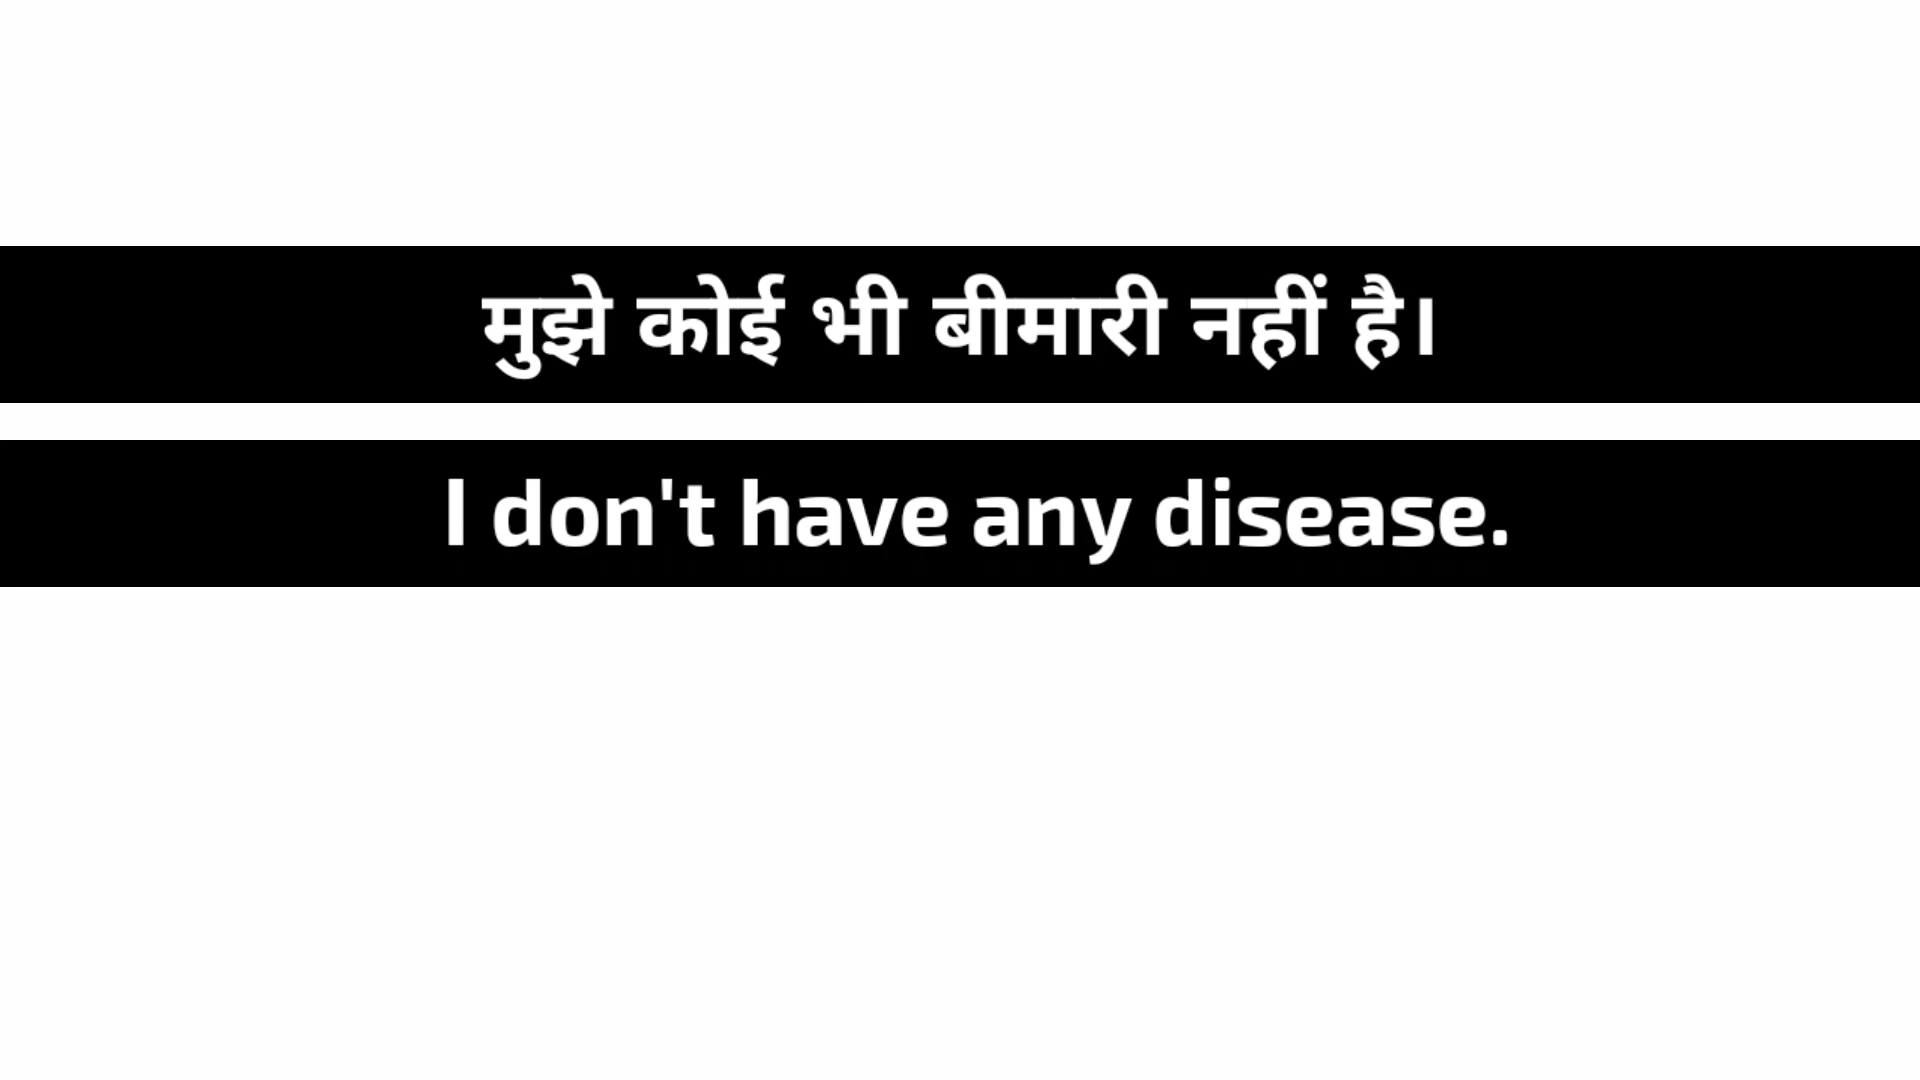 मुझे कोई भी बीमारी नहीं है।
I don't have any disease.